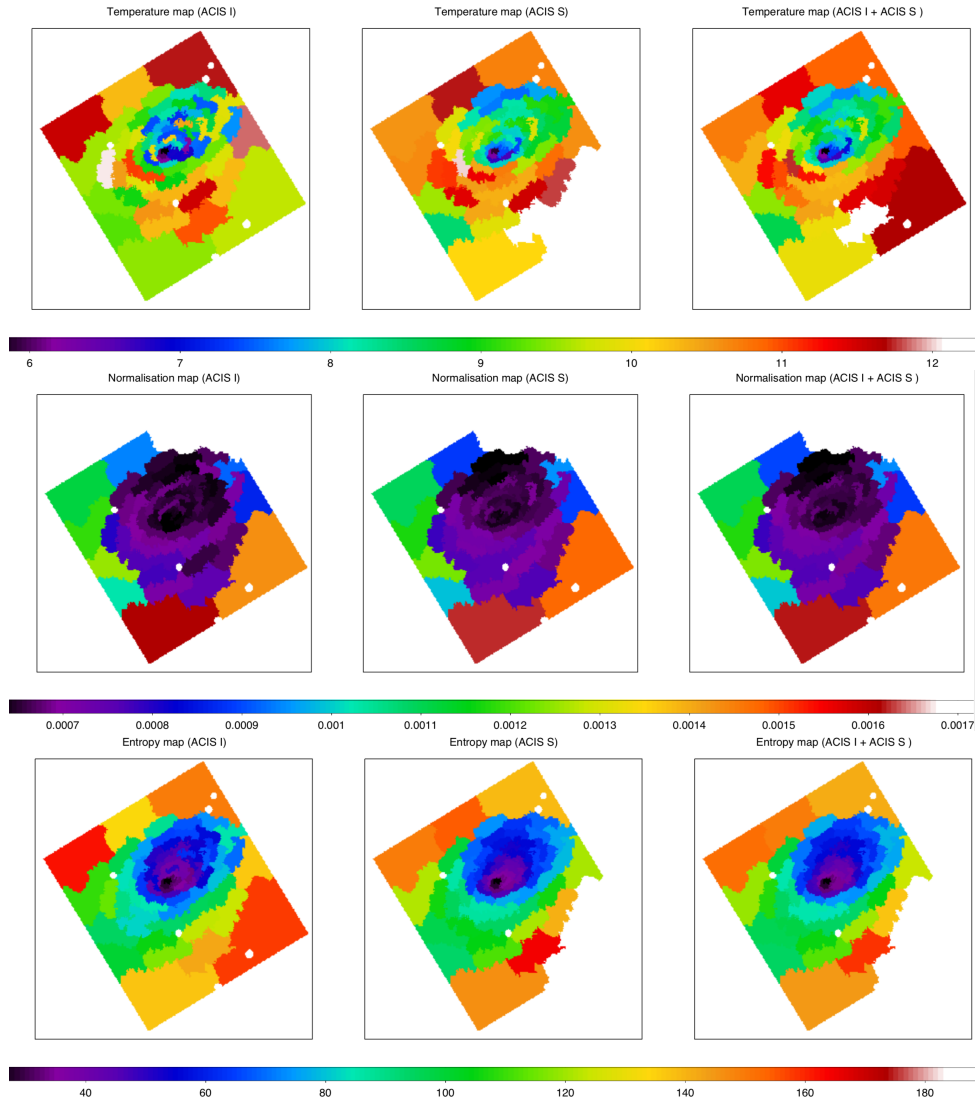 Temperature map (ACIS I) Temperature map (ACIS S) Temperature map (ACIS I + ACIS S )
6 7 8 9 10 11 12
Normalisation map (ACIS I) Normalisation map (ACIS S) Normalisation map (ACIS I + ACIS S )
0.0007 0.0008 0.0009 0.001 0.0011 0.0012 0.0013 0.0014 0.0015 0.0016 0.0017
Entropy map (ACIS I) Entropy map (ACIS S) Entropy map (ACIS I + ACIS S )
40 60 80 100 120 140 160 180